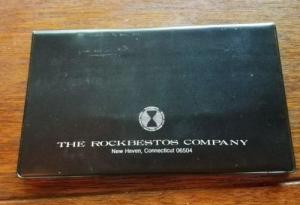 THE ROCKBESTOS COMPANY
New Haven, Connecticut 06504